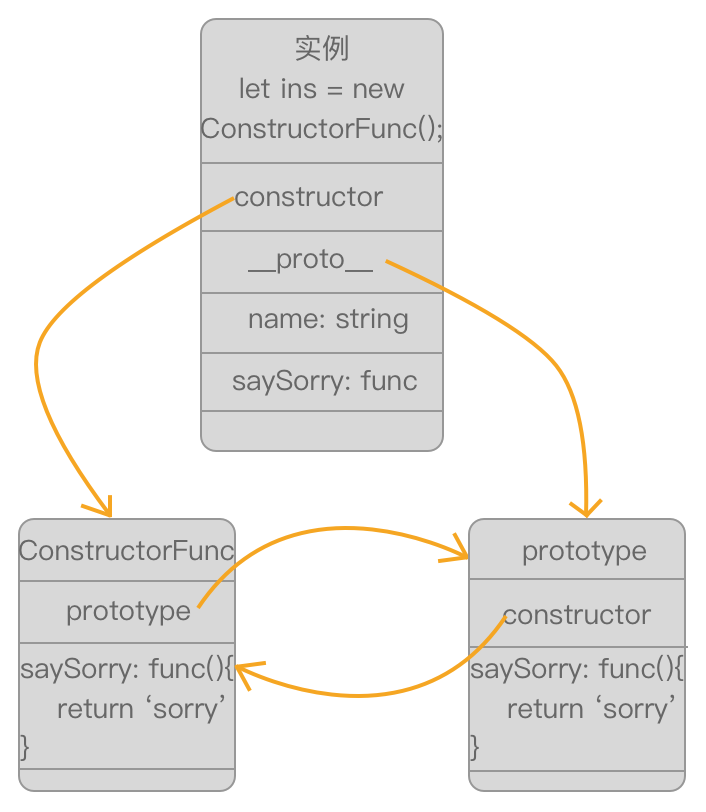 实例
let ins = new
ConstructorFunc();
constructor
__proto__
name: string
saySorry: func
ConstructorFunc
prototype
saySorry: func(){
return ‘sorry’
}
prototype
constructor
saySorry: func(){
return ‘sorry’
}